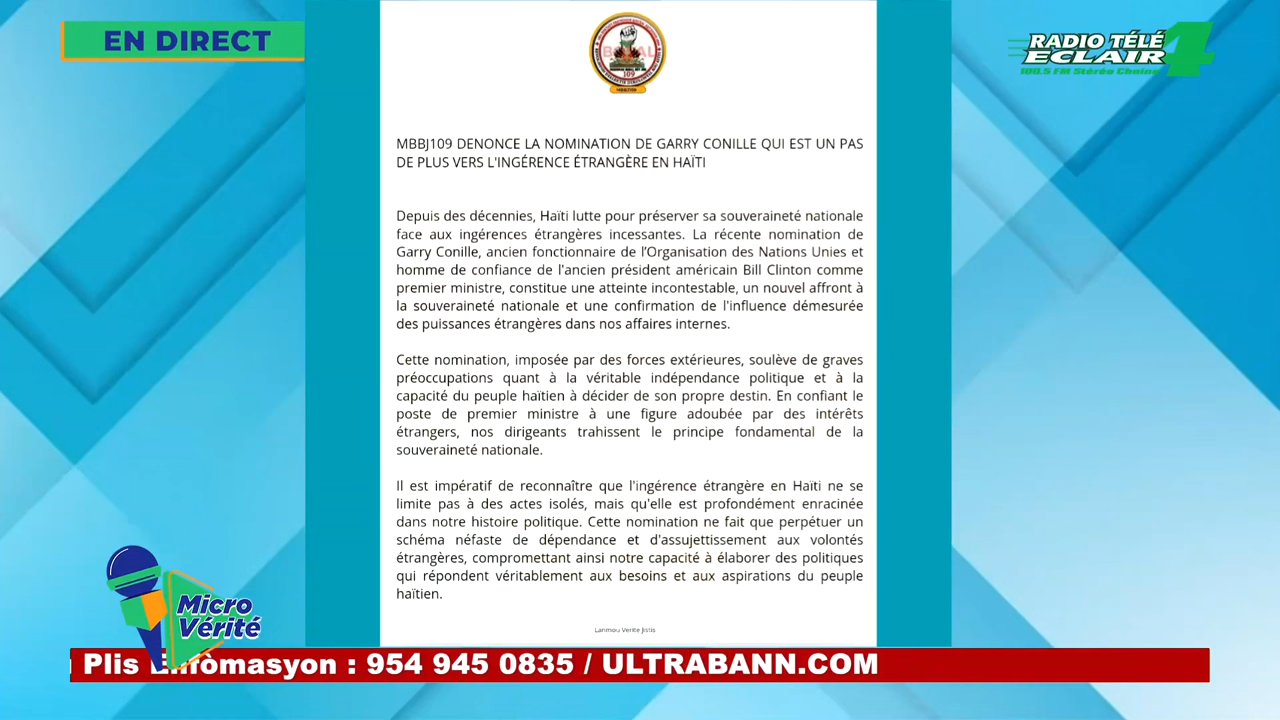 EN DIRECT
RADIO TÉLÉ
ECLAIR
4
100.5 FM Stéréo Chaine
109
MBBJ109 DENONCE LA NOMINATION DE GARRY CONILLE QUI EST UN PAS
DE PLUS VERS L'INGÉRENCE ÉTRANGÈRE EN HAÏTI
Depuis des décennies, Haïti lutte pour préserver sa souveraineté nationale
face aux ingérences étrangères incessantes. La récente nomination de
Garry Conille, ancien fonctionnaire de l'Organisation des Nations Unies et
homme de confiance de l'ancien président américain Bill Clinton comme
premier ministre, constitue une atteinte incontestable, un nouvel affront à
la souveraineté nationale et une confirmation de l'influence démesurée
des puissances étrangères dans nos affaires internes.
Cette nomination, imposée par des forces extérieures, soulève de graves
préoccupations quant à la véritable indépendance politique et à la
capacité du peuple haïtien à décider de son propre destin. En confiant le
poste de premier ministre à une figure adoubée par des intérêts
étrangers, nos dirigeants trahissent le principe fondamental de la
souveraineté nationale.
Il est impératif de reconnaître que l'ingérence étrangère en Haïti ne se
limite pas à des actes isolés, mais qu'elle est profondément enracinée
dans notre histoire politique. Cette nomination ne fait que perpétuer un
schéma néfaste de dépendance et d'assujettissement aux volontés
étrangères, compromettant ainsi notre capacité à élaborer des politiques
qui répondent véritablement aux besoins et aux aspirations du peuple
haïtien.
Lanmou Verite Jistis
Micro
Vérité
Plis Enfòmasyon : 954 945 0835 / ULTRABANN.COM